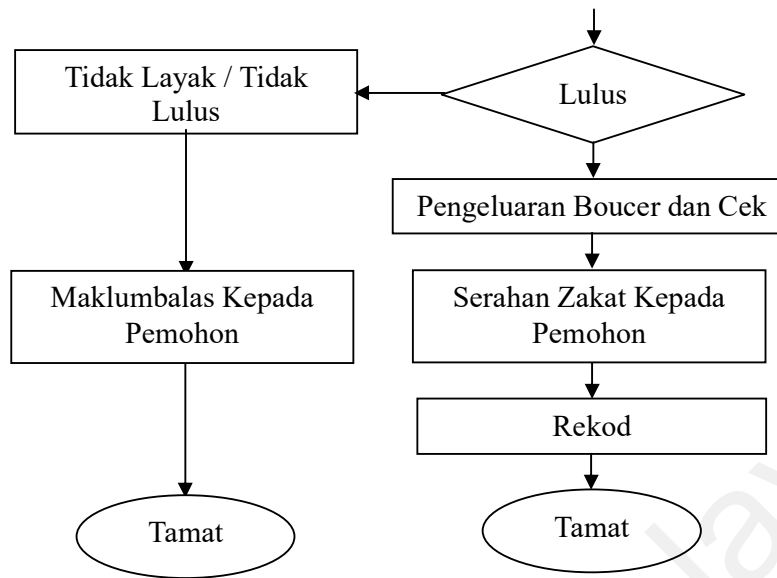 Tidak Layak / Tidak
Lulus
Lulus
Pengeluaran Boucer dan Cek
Maklumbalas Kepada
Pemohon
Serahan Zakat Kepada
Pemohon
Rekod
Tamat
Tamat